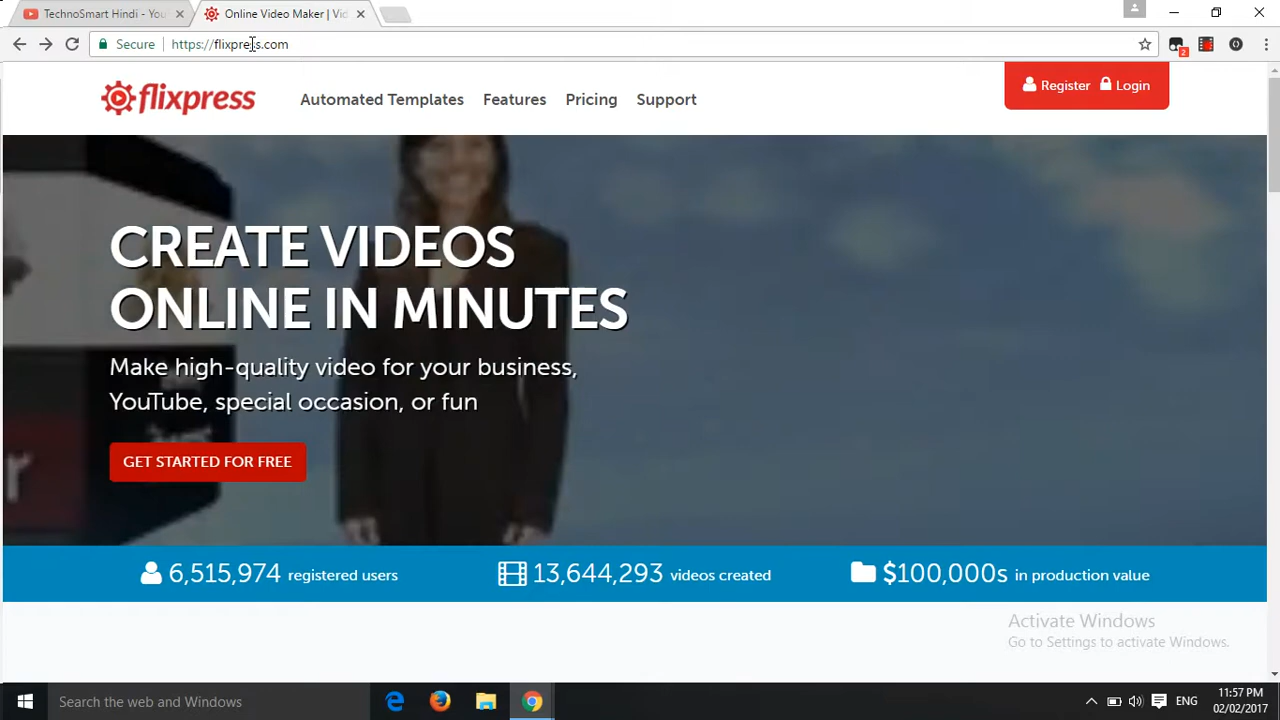 TechnoSmart Hindi - You
Online Video Maker | Vid
Secure
https://flixpress.com
2
flixpress
Automated Templates Features Pricing Support
Register Login
CREATE VIDEOS
ONLINE IN MINUTES
Make high-quality video for your business,
YouTube, special occasion, or fun
GET STARTED FOR FREE
6,515,974 registered users
13,644,293 videos created
$100,000s in production value
Activate Windows
Go to Settings to activate Windows.
Search the web and Windows
ENG
11:57 PM
02/02/2017